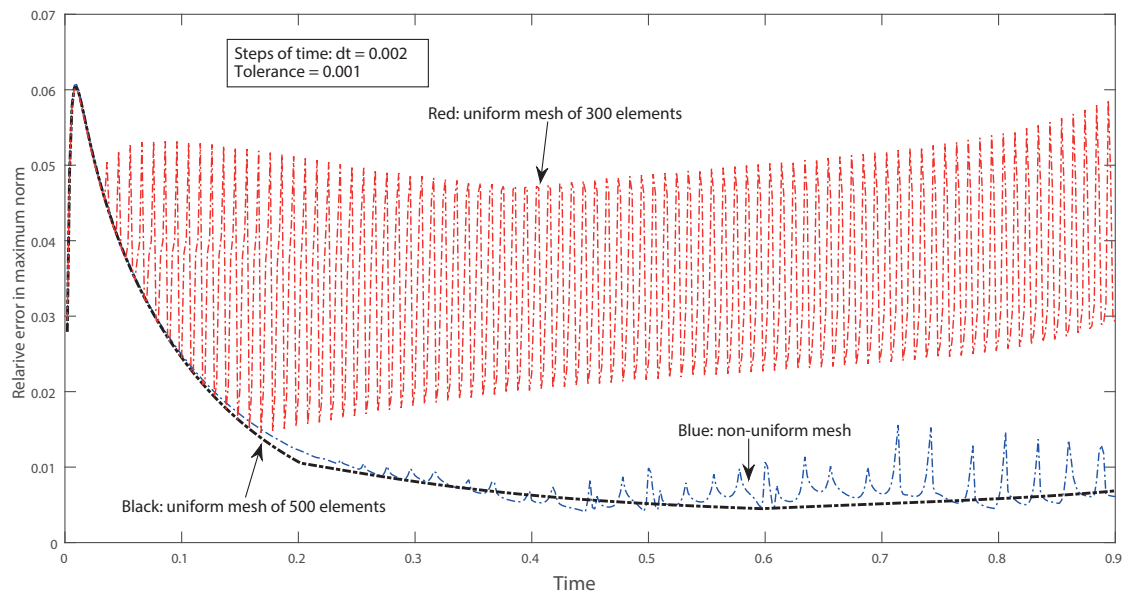 0.07
0.06
0.05
0.04
0.03
0.02
0.01
0
Relative error in maximum norm
Steps of time: dt = 0.002
Tolerance = 0.001
Red: uniform mesh of 300 elements
Blue: non-uniform mesh
Black: uniform mesh of 500 elements
0 0.1 0.2 0.3 0.4 0.5 0.6 0.7 0.8 0.9
Time